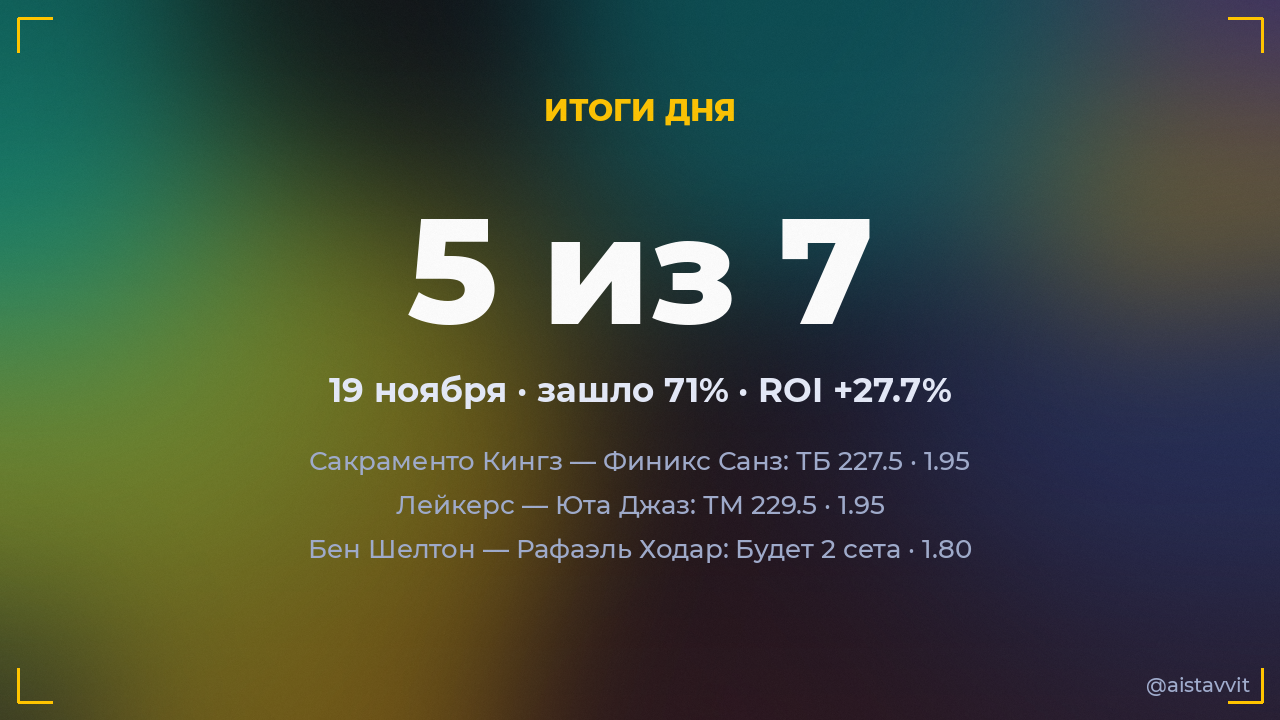 ИТОГИ ДНЯ
5 из 7
19 ноября · зашло 71% · ROI +27.7%
Сакраменто Кингз — Финикс Санз: ТБ 227.5 · 1.95
Лейкерс — Юта Джаз: ТМ 229.5 · 1.95
Бен Шелтон — Рафаэль Ходар: Будет 2 сета · 1.80
@aistavvit